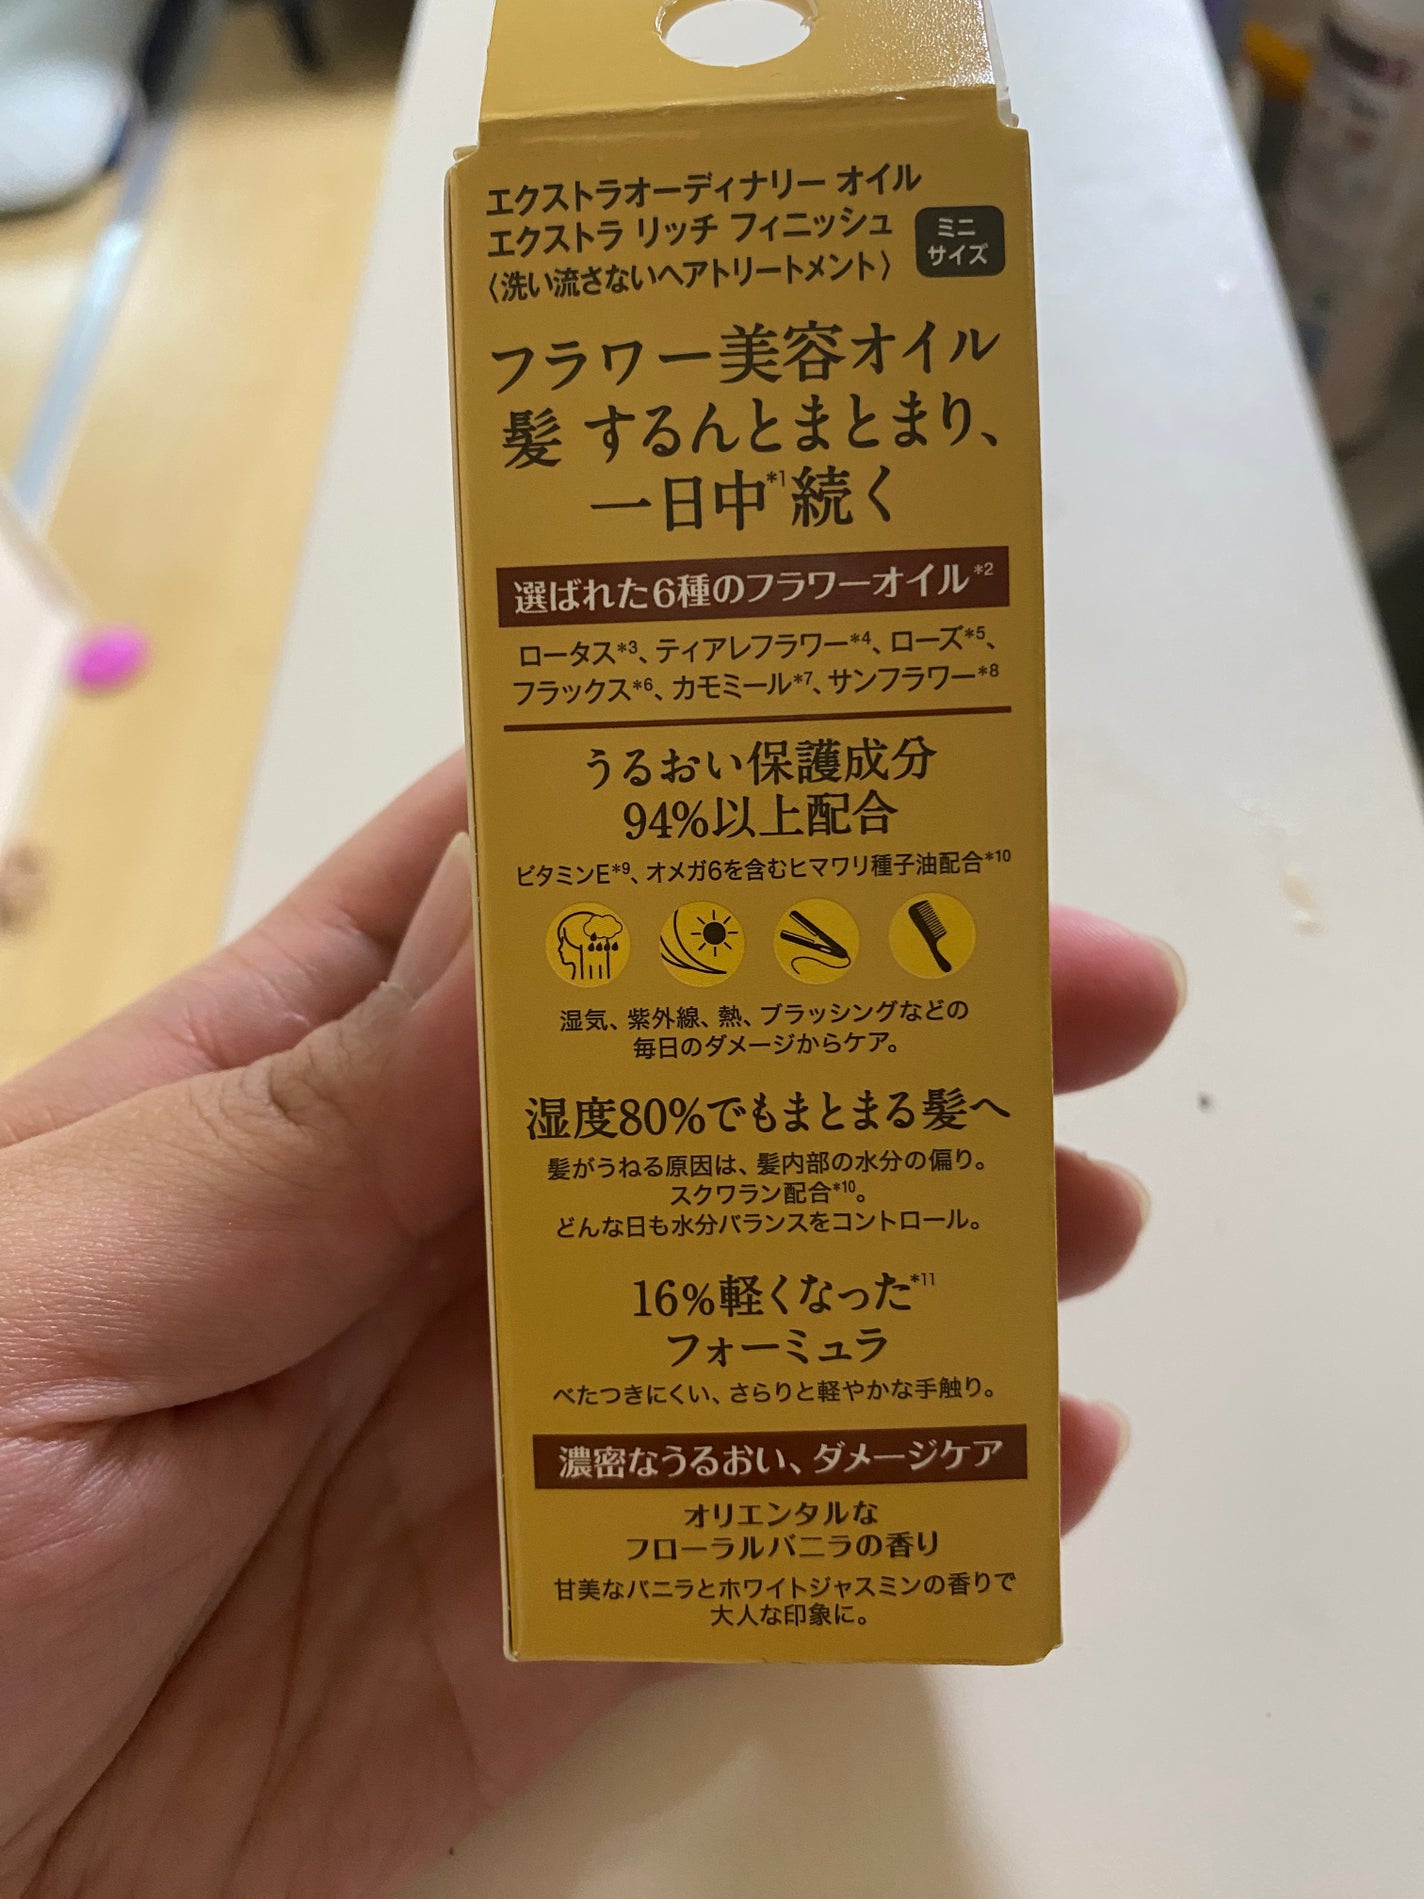 エクストラオーディナリー オイル
エクストラ リッチ フィニッシュ
〈洗い流さないヘアトリートメント〉
ミニ
サイズ
フラワー美容オイル
髪 するんとまとまり、
一日中*1続く
選ばれた6種のフラワーオイル*2
ロータス*3、ティアレフラワー*4、ローズ*5、
フラックス*6、カモミール*7、サンフラワー*8
うるおい保護成分
94%以上配合
ビタミンE*9、オメガ6を含むヒマワリ種子油配合*10
湿気、紫外線、熱、ブラッシングなどの
毎日のダメージからケア。
湿度80%でもまとまる髪へ
髪がうねる原因は、髪内部の水分の偏り。
スクワラン配合*10。
どんな日も水分バランスをコントロール。
16%軽くなった*11
フォーミュラ
べたつきにくい、さらりと軽やかな手触り。
濃密なうるおい、ダメージケア
オリエンタルな
フローラルバニラの香り
甘美なバニラとホワイトジャスミンの香りで
大人な印象に。